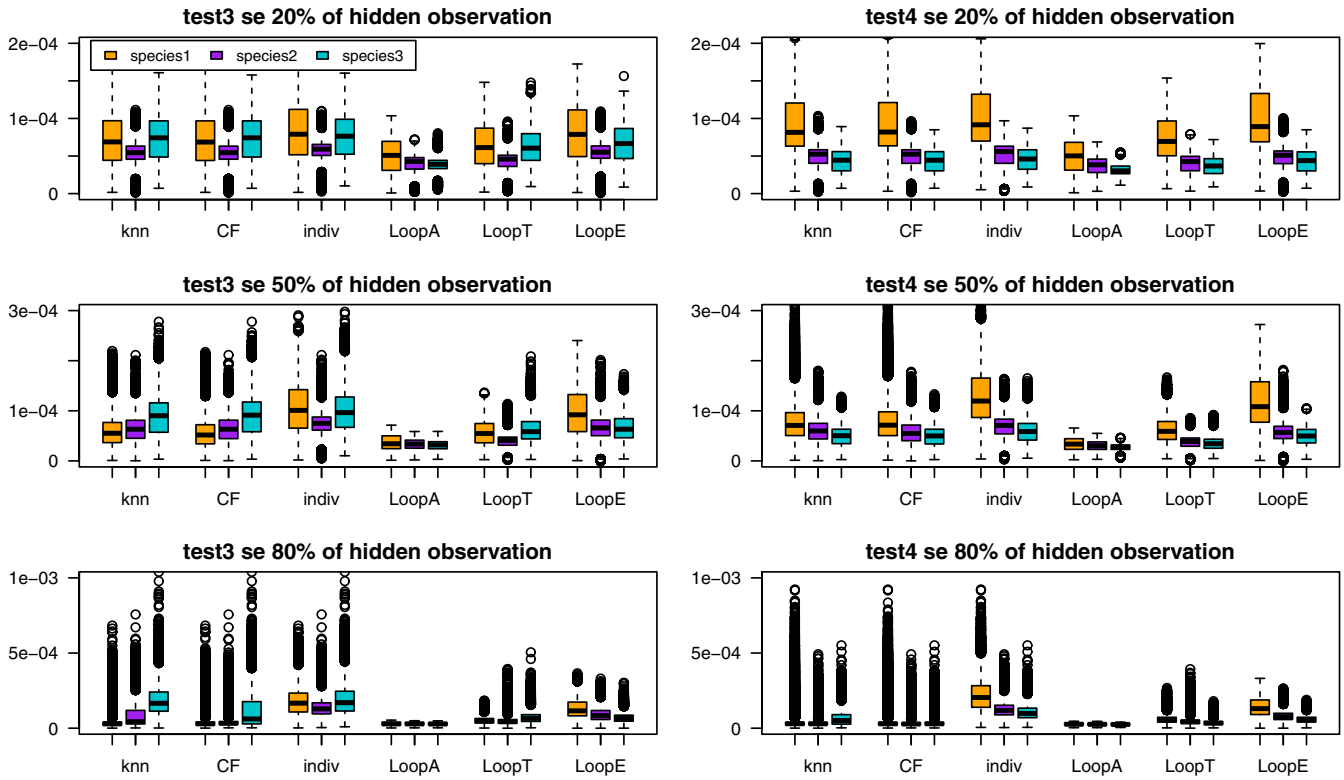 test3 se 20% of hidden observation
2e−04
1e−04
0
species1 species2 species3
knn CF indiv LoopA LoopT LoopE
test4 se 20% of hidden observation
2e−04
1e−04
0
knn CF indiv LoopA LoopT LoopE
test3 se 50% of hidden observation
3e−04
1e−04
0
knn CF indiv LoopA LoopT LoopE
test4 se 50% of hidden observation
3e−04
1e−04
0
knn CF indiv LoopA LoopT LoopE
test3 se 80% of hidden observation
1e−03
5e−04
0
knn CF indiv LoopA LoopT LoopE
test4 se 80% of hidden observation
1e−03
5e−04
0
knn CF indiv LoopA LoopT LoopE